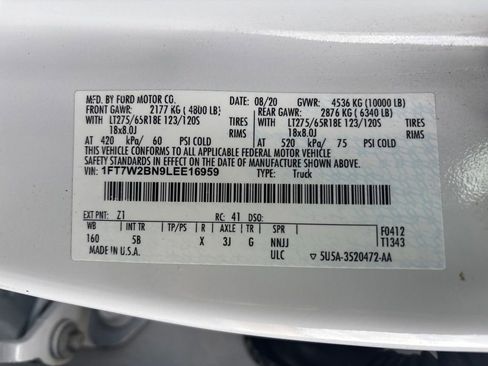 MFD. BY FORD MOTOR CO. 08/20 GVWR: 4536 KG (10000 LB)
FRONT GAWR: 2177 KG (4800 LB) REAR GAWR: 2876 KG (6340 LB)
WITH LT275/65R18E 123/120S TIRES WITH LT275/65R18E 123/120S TIRES
18x8.0J RIMS 18x8.0J RIMS
AT 420 kPa/ 60 PSI COLD AT 520 kPa/ 75 PSI COLD
THIS VEHICLE CONFORMS TO ALL APPLICABLE FEDERAL MOTOR VEHICLE
SAFETY STANDARDS IN EFFECT ON THE DATE OF MANUFACTURE SHOWN ABOVE.
VIN: 1FT7W2BN9LEE16959 TYPE: Truck
EXT PNT: Z1 RC: 41 DSO:
WB INT TR TP/PS R AXLE TR SPR F0412
160 5B X 3J G NNJJ T1343
MADE IN U.S.A. ULC ▽ 5U5A-3520472-AA